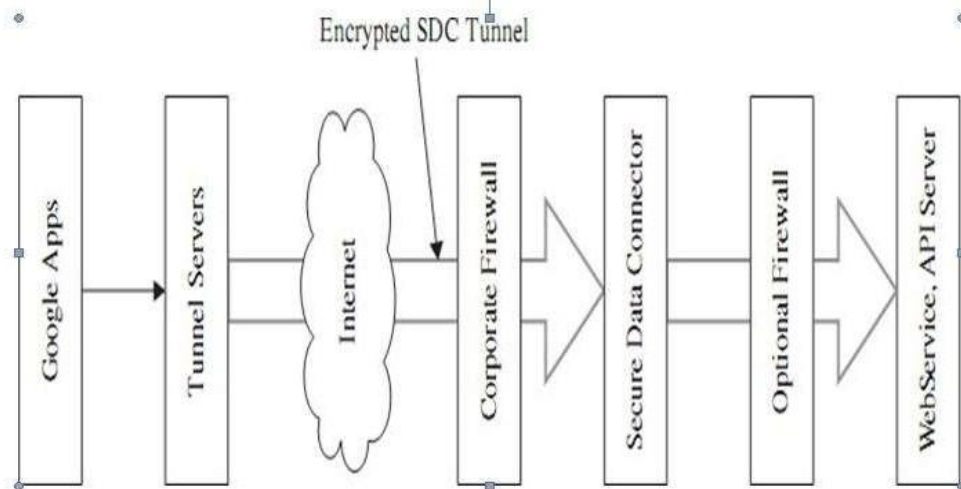 Encrypted SDC Tunnel
Google Apps
Tunnel Servers
Internet
Corporate Firewall
Secure Data Connector
Optional Firewall
WebService, API Server